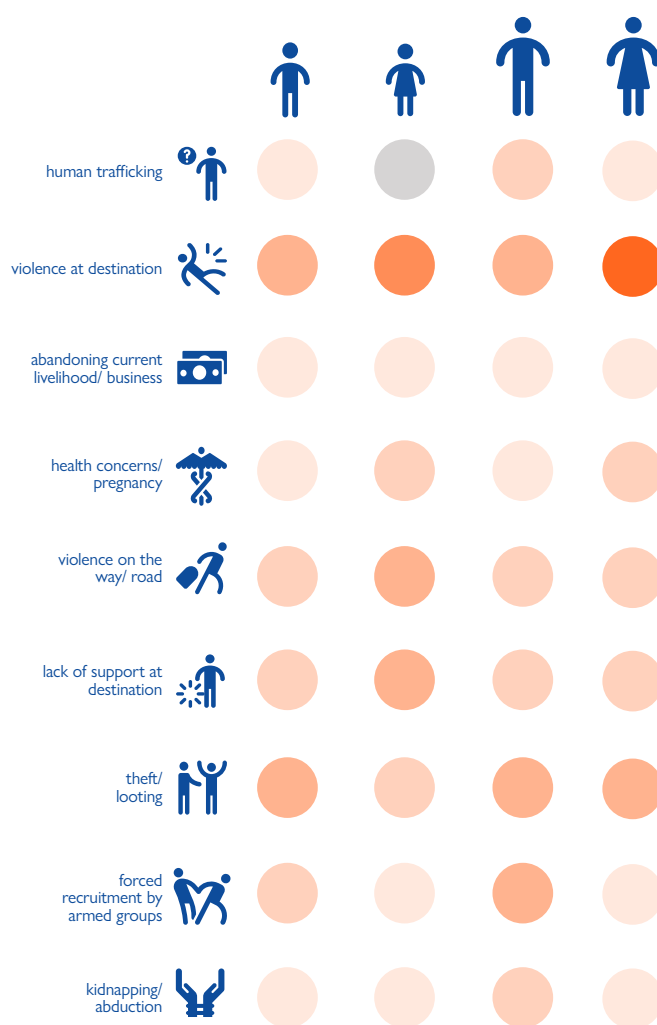 human trafficking
?
violence at destination
abandoning current
livelihood/ business
health concerns/
pregnancy
violence on the
way/ road
lack of support at
destination
theft/
looting
forced
recruitment by
armed groups
kidnapping/
abduction